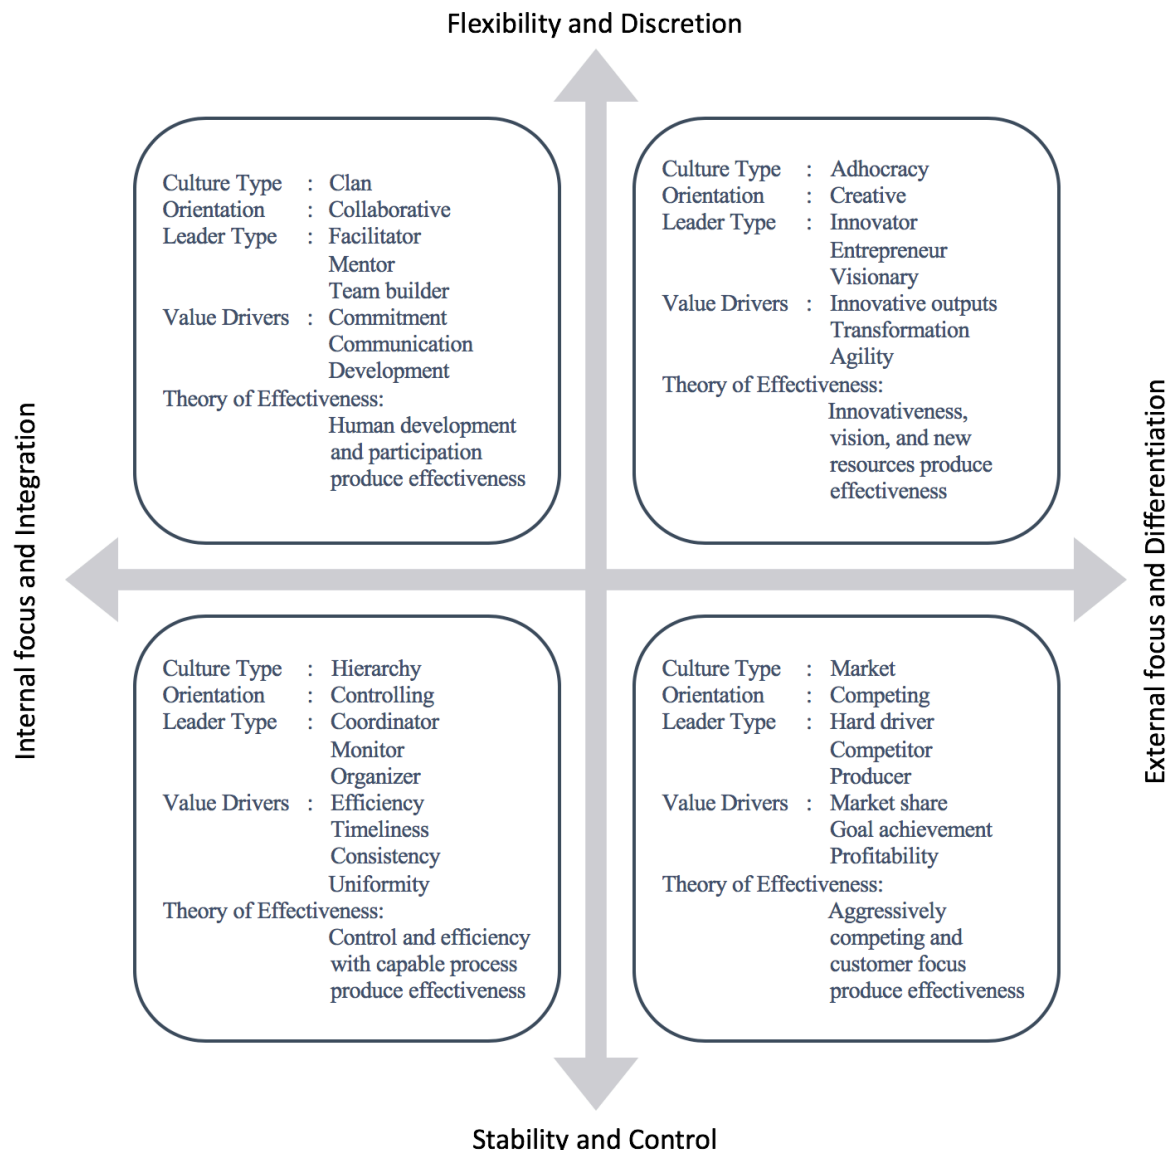 Flexibility and Discretion
Culture Type : Clan
Orientation : Collaborative
Leader Type : Facilitator
Mentor
Team builder
Value Drivers : Commitment
Communication
Development
Theory of Effectiveness:
Human development
and participation
produce effectiveness
Culture Type : Adhocracy
Orientation : Creative
Leader Type : Innovator
Entrepreneur
Visionary
Value Drivers : Innovative outputs
Transformation
Agility
Theory of Effectiveness:
Innovativeness,
vision, and new
resources produce
effectiveness
Internal focus and Integration
External focus and Differentiation
Culture Type : Hierarchy
Orientation : Controlling
Leader Type : Coordinator
Monitor
Organizer
Value Drivers : Efficiency
Timeliness
Consistency
Uniformity
Theory of Effectiveness:
Control and efficiency
with capable process
produce effectiveness
Culture Type : Market
Orientation : Competing
Leader Type : Hard driver
Competitor
Producer
Value Drivers : Market share
Goal achievement
Profitability
Theory of Effectiveness:
Aggressively
competing and
customer focus
produce effectiveness
Stability and Control